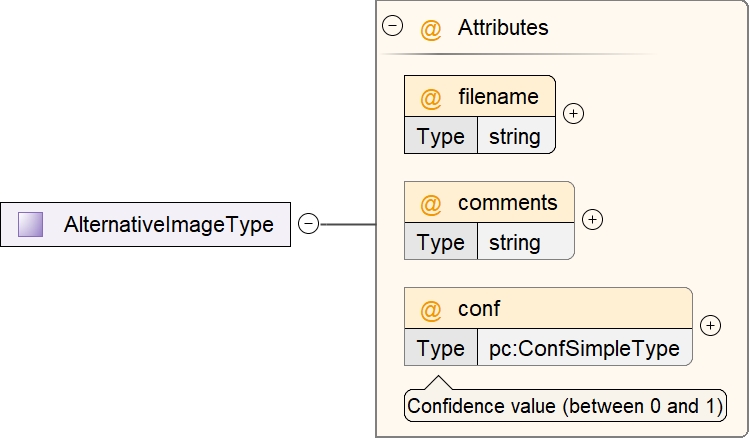 @ Attributes
@ filename
Type string
AlternativeImageType
@ comments
Type string
@ conf
Type pc:ConfSimpleType
Confidence value (between 0 and 1)